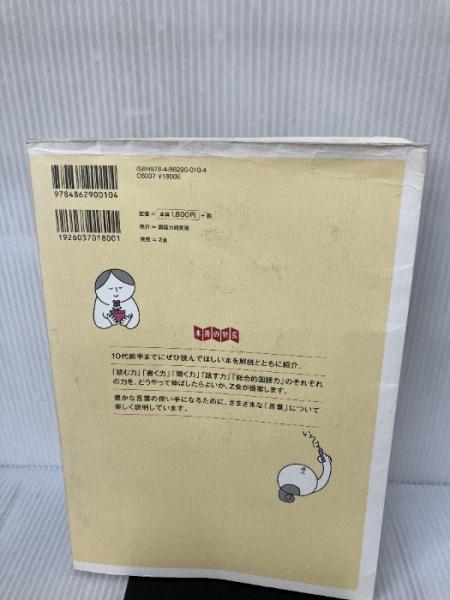 ISBN978-4-86290-010-4
C6037 ¥1800E
9784862900104
1926037018001
定価 = 本体1,800円 +税
発行 = 国語力研究所
発売 = Z会
本書の特長
10代前半までにぜひ読んでほしい本を解説とともに紹介。
「読む力」「書く力」「聞く力」「話す力」「総合的国語力」のそれぞれ
の力を、どうやって伸ばしたらよいか、Z会が提案します。
豊かな言葉の使い手になるために、さまざまな「言葉」について
楽しく説明しています。